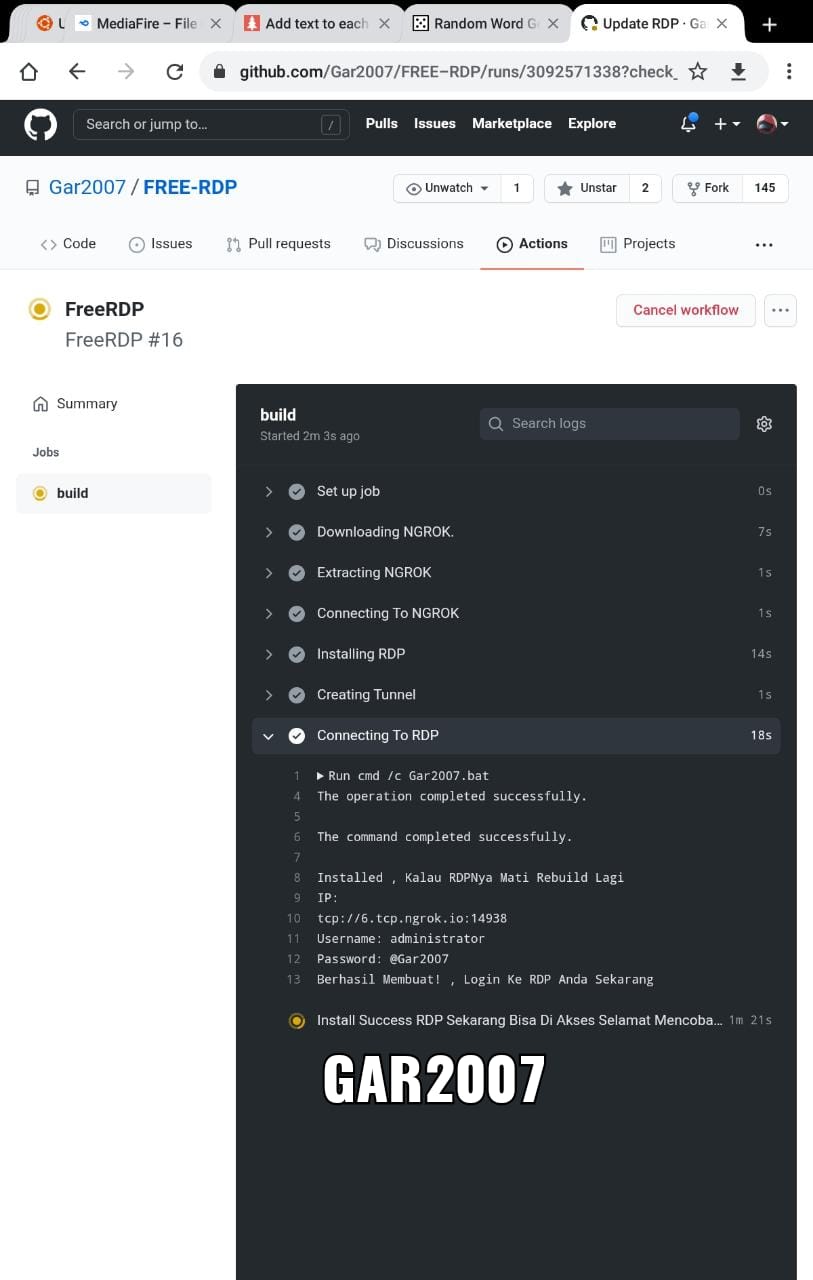 MediaFire – File
Add text to each
Random Word Ge
Update RDP · Ga
github.com/Gar2007/FREE-RDP/runs/3092571338?check_
Search or jump to…
/
Pulls Issues Marketplace Explore
Gar2007 / FREE-RDP
Unwatch 1 Unstar 2 Fork 145
Code Issues Pull requests Discussions Actions Projects
FreeRDP
Cancel workflow
FreeRDP #16
Summary
Jobs
build
build
Started 2m 3s ago
Search logs
Set up job 0s
Downloading NGROK. 7s
Extracting NGROK 1s
Connecting To NGROK 1s
Installing RDP 14s
Creating Tunnel 1s
Connecting To RDP 18s
1 Run cmd /c Gar2007.bat
4 The operation completed successfully.
5
6 The command completed successfully.
7
8 Installed , Kalau RDPNya Mati Rebuild Lagi
9 IP:
10 tcp://6.tcp.ngrok.io:14938
11 Username: administrator
12 Password: @Gar2007
13 Berhasil Membuat! , Login Ke RDP Anda Sekarang
Install Success RDP Sekarang Bisa Di Akses Selamat Mencoba… 1m 21s
GAR2007